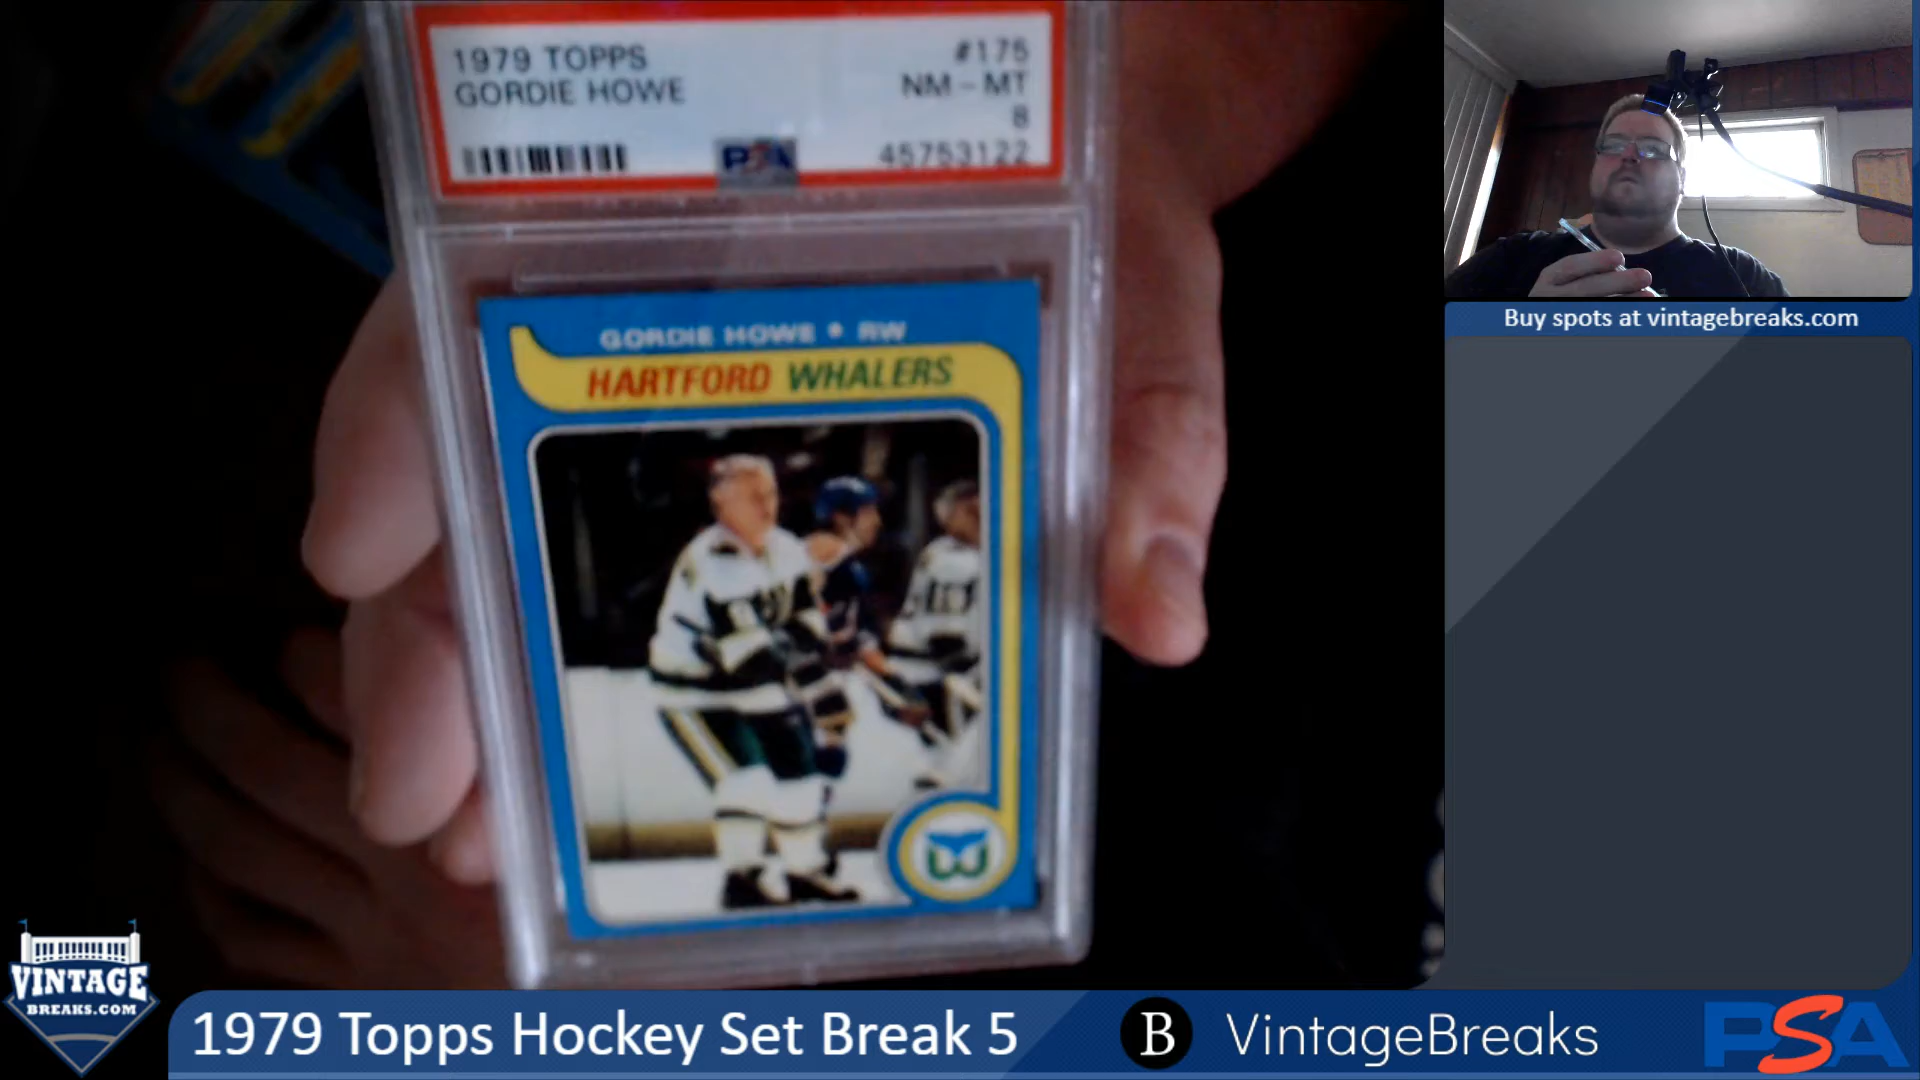 1979 TOPPS #175
GORDIE HOWE NM - MT
8
PSA 45753122
GORDIE HOWE • RW
HARTFORD WHALERS
Buy spots at vintagebreaks.com
VINTAGE
BREAKS.COM
1979 Topps Hockey Set Break 5
B VintageBreaks
PSA